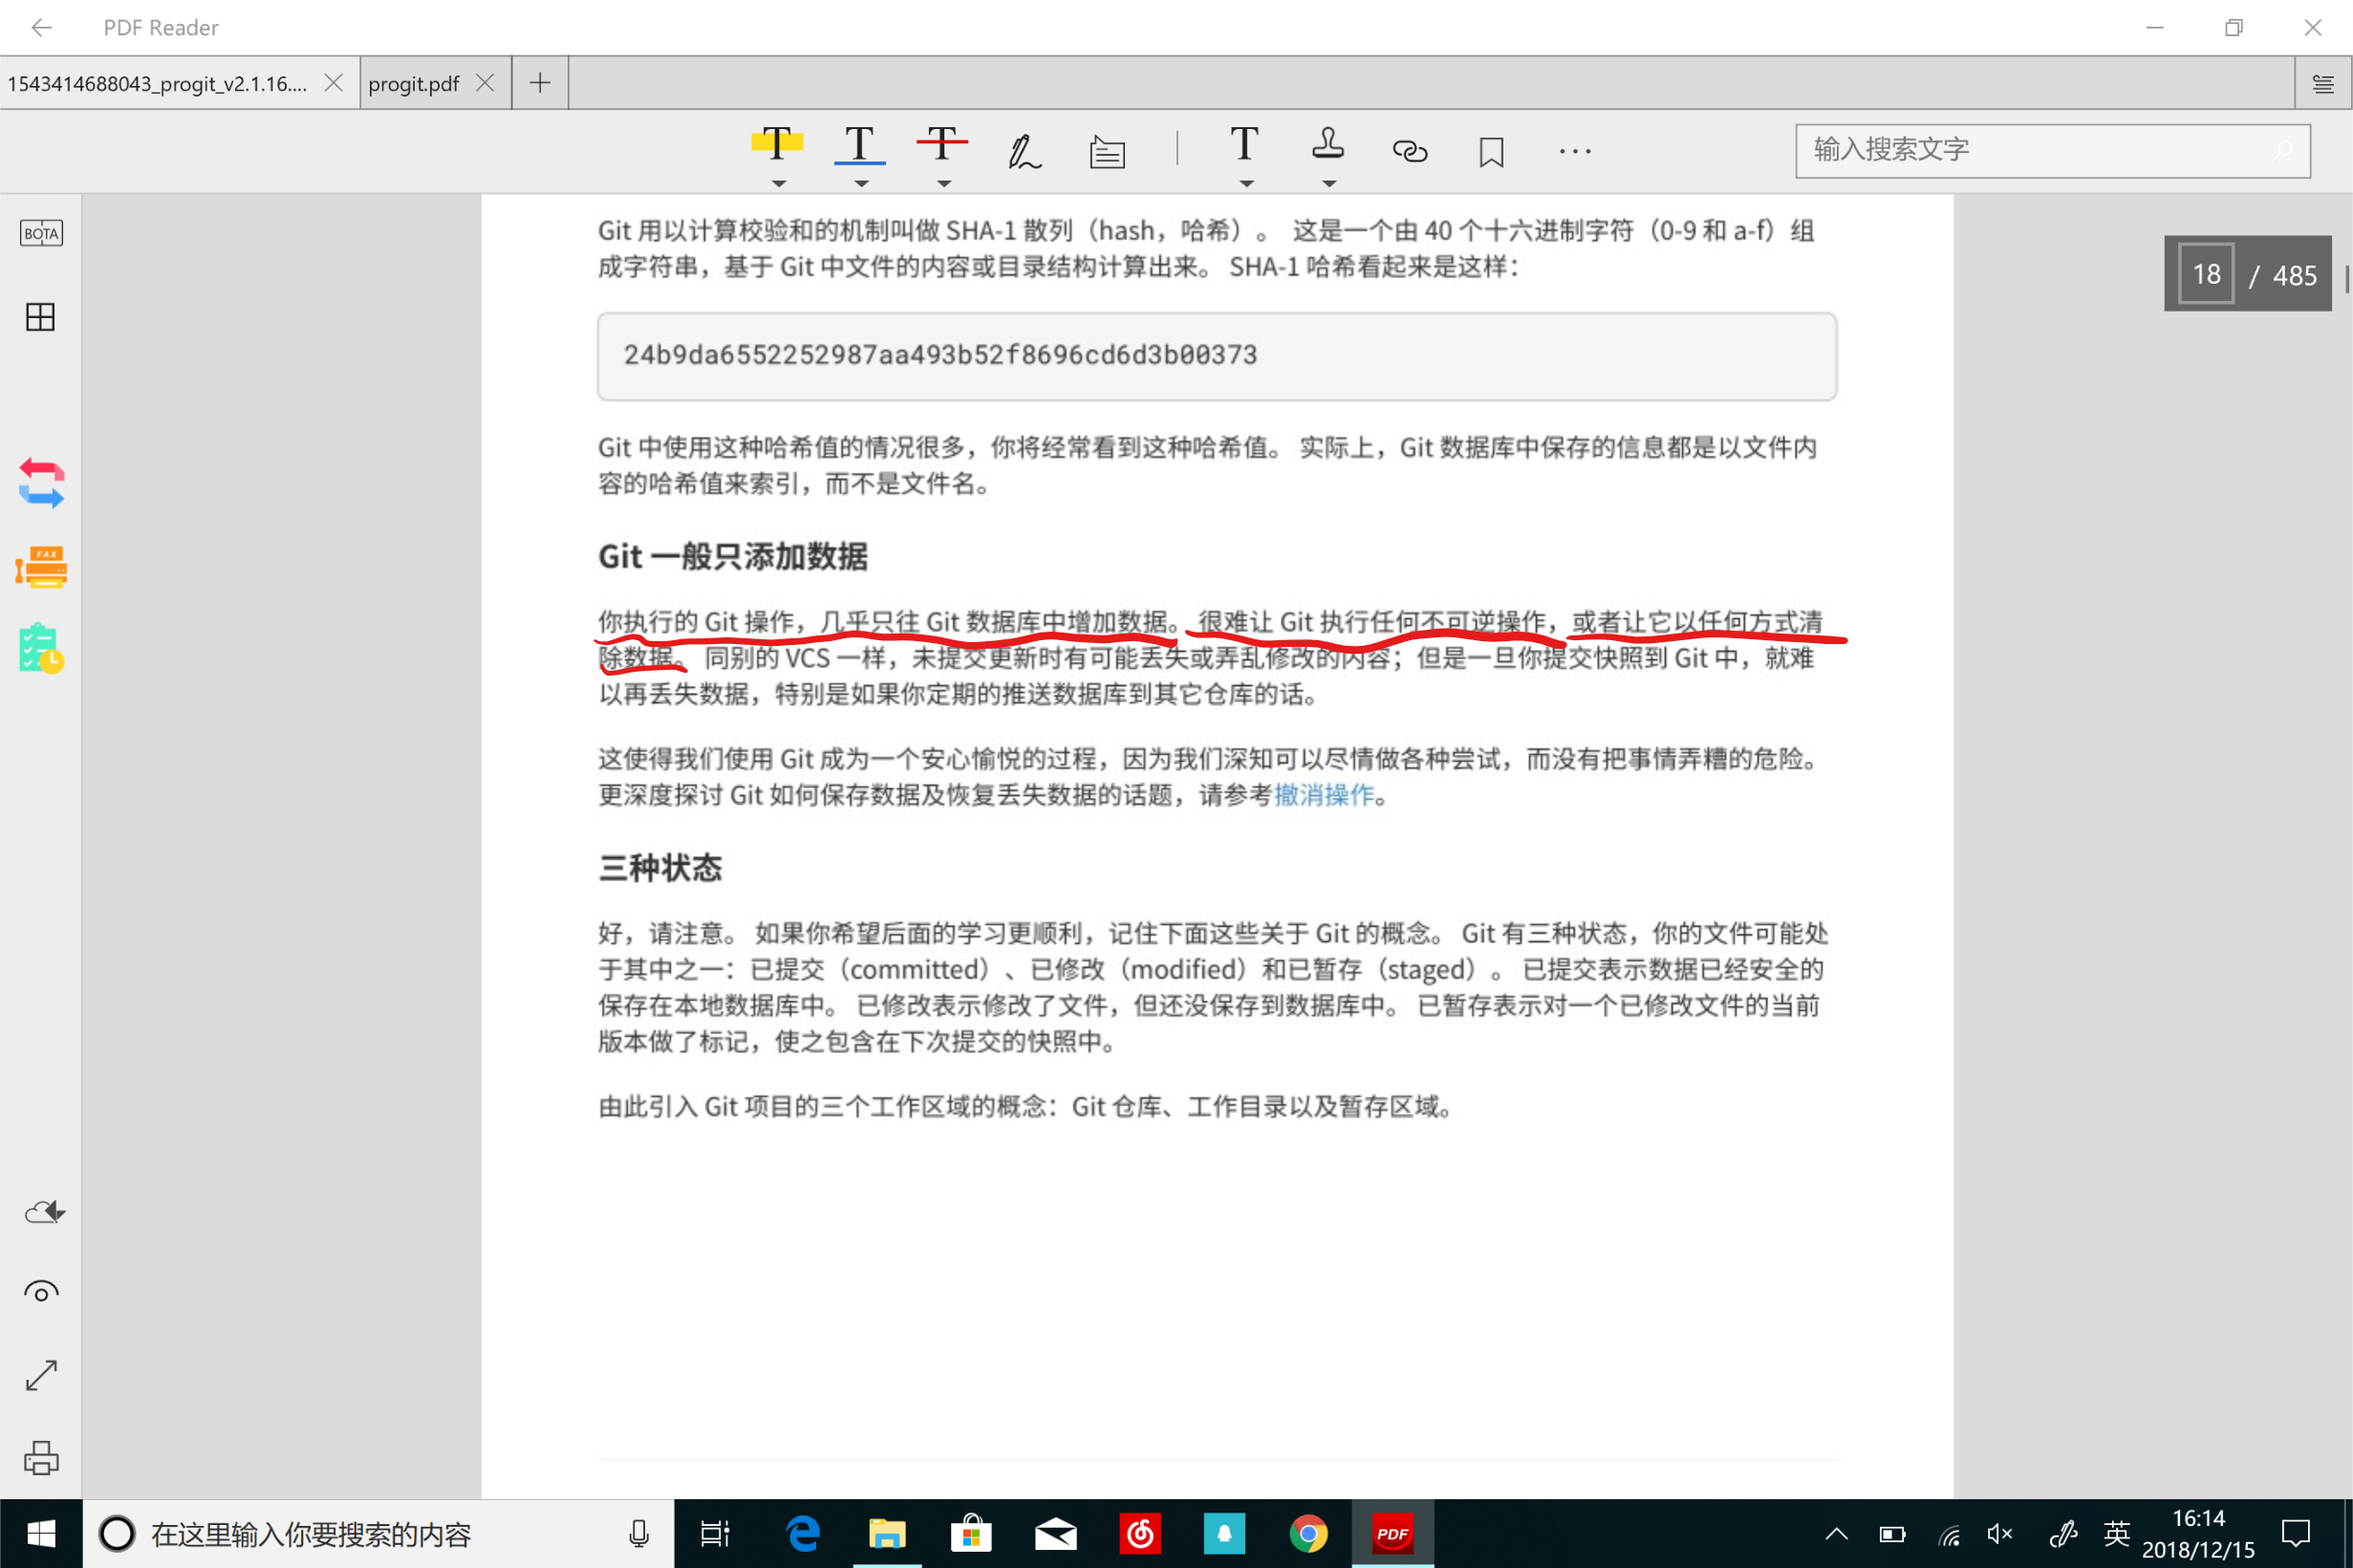 PDF Reader
1543414688043_progit_v2.1.16....
progit.pdf
输入搜索文字
BOTA
18 / 485
Git 用以计算校验和的机制叫做 SHA-1 散列（hash，哈希）。 这是一个由 40 个十六进制字符（0-9 和 a-f）组
成字符串，基于 Git 中文件的内容或目录结构计算出来。 SHA-1 哈希看起来是这样：
24b9da6552252987aa493b52f8696cd6d3b00373
Git 中使用这种哈希值的情况很多，你将经常看到这种哈希值。 实际上，Git 数据库中保存的信息都是以文件内
容的哈希值来索引，而不是文件名。
Git 一般只添加数据
你执行的 Git 操作，几乎只往 Git 数据库中增加数据。 很难让 Git 执行任何不可逆操作，或者让它以任何方式清
除数据。 同别的 VCS 一样，未提交更新时有可能丢失或弄乱修改的内容；但是一旦你提交快照到 Git 中，就难
以再丢失数据，特别是如果你定期的推送数据库到其它仓库的话。
这使得我们使用 Git 成为一个安心愉悦的过程，因为我们深知可以尽情做各种尝试，而没有把事情弄糟的危险。
更深度探讨 Git 如何保存数据及恢复丢失数据的话题，请参考撤消操作。
三种状态
好，请注意。 如果你希望后面的学习更顺利，记住下面这些关于 Git 的概念。 Git 有三种状态，你的文件可能处
于其中之一：已提交（committed）、已修改（modified）和已暂存（staged）。 已提交表示数据已经安全的
保存在本地数据库中。 已修改表示修改了文件，但还没保存到数据库中。 已暂存表示对一个已修改文件的当前
版本做了标记，使之包含在下次提交的快照中。
由此引入 Git 项目的三个工作区域的概念：Git 仓库、工作目录以及暂存区域。
FAX
在这里输入你要搜索的内容
PDF
英
16:14
2018/12/15